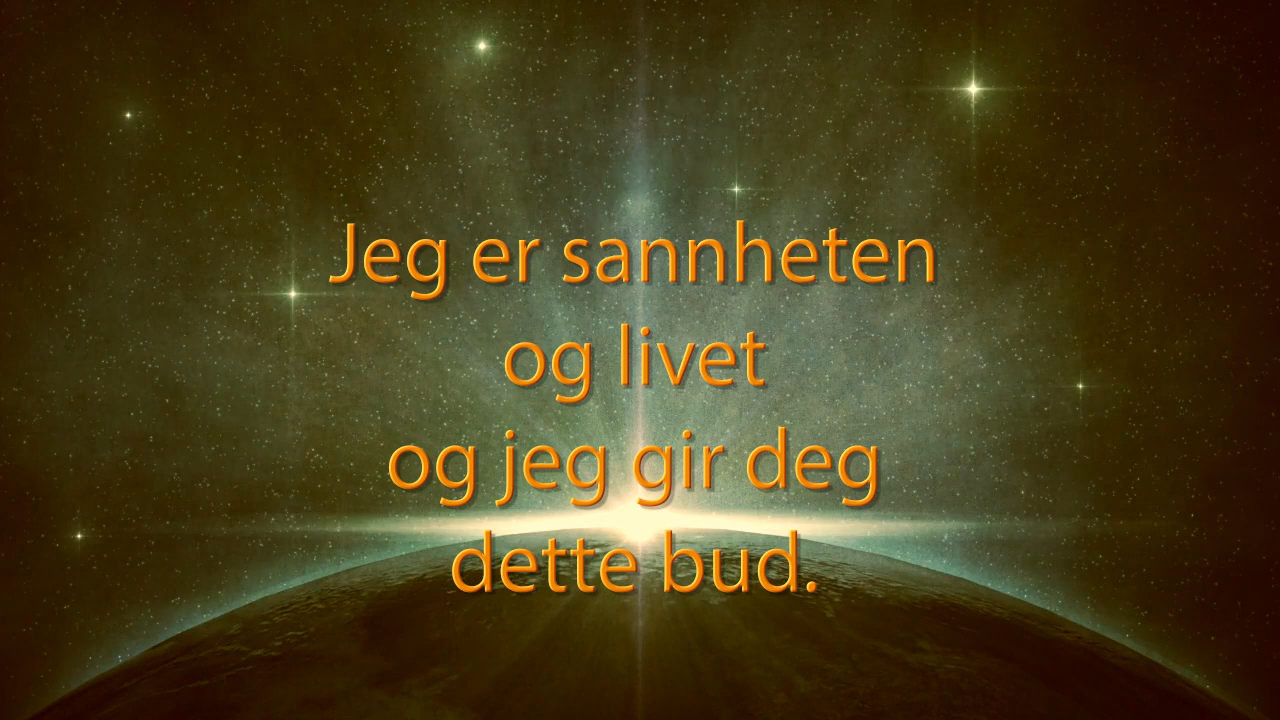 Jeg er sannheten
og livet
og jeg gir deg
dette bud.